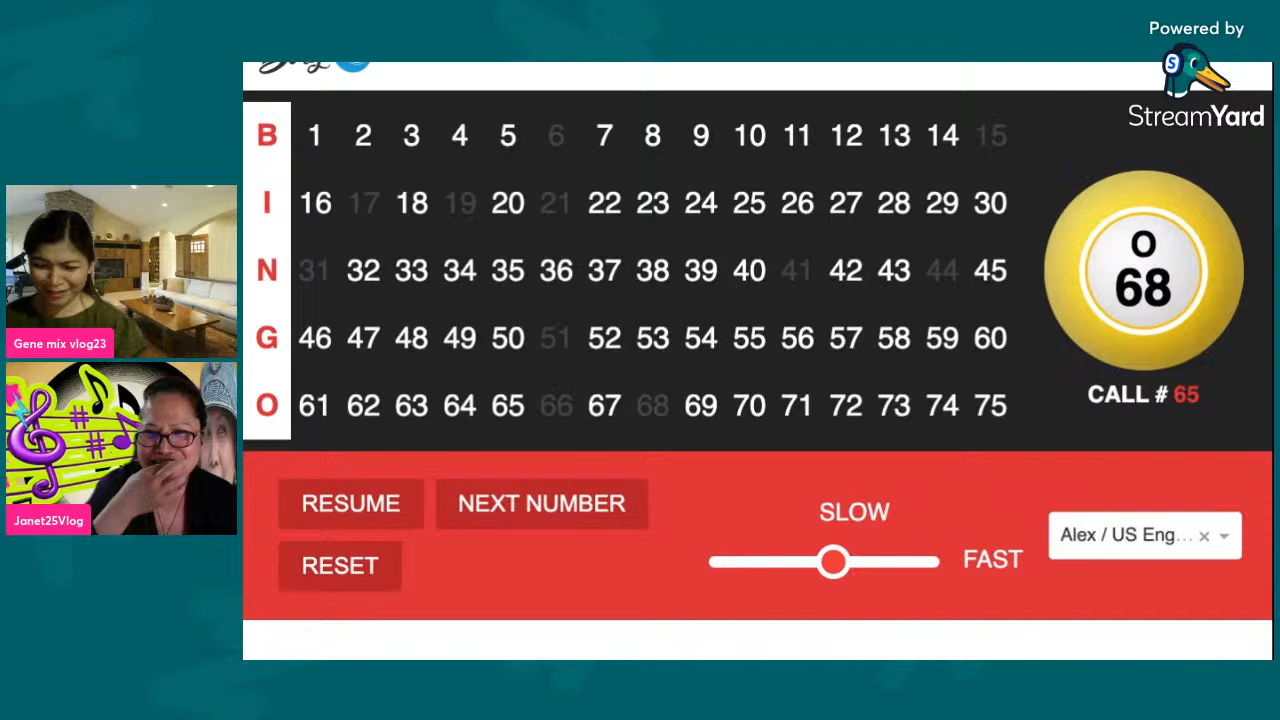 Powered by
StreamYard
S
B 1 2 3 4 5 6 7 8 9 10 11 12 13 14 15
I 16 17 18 19 20 21 22 23 24 25 26 27 28 29 30
N 31 32 33 34 35 36 37 38 39 40 41 42 43 44 45
G 46 47 48 49 50 51 52 53 54 55 56 57 58 59 60
O 61 62 63 64 65 66 67 68 69 70 71 72 73 74 75
O
68
CALL # 65
Gene mix vlog23
Janet25Vlog
RESUME NEXT NUMBER
RESET
SLOW
FAST
Alex / US Eng...